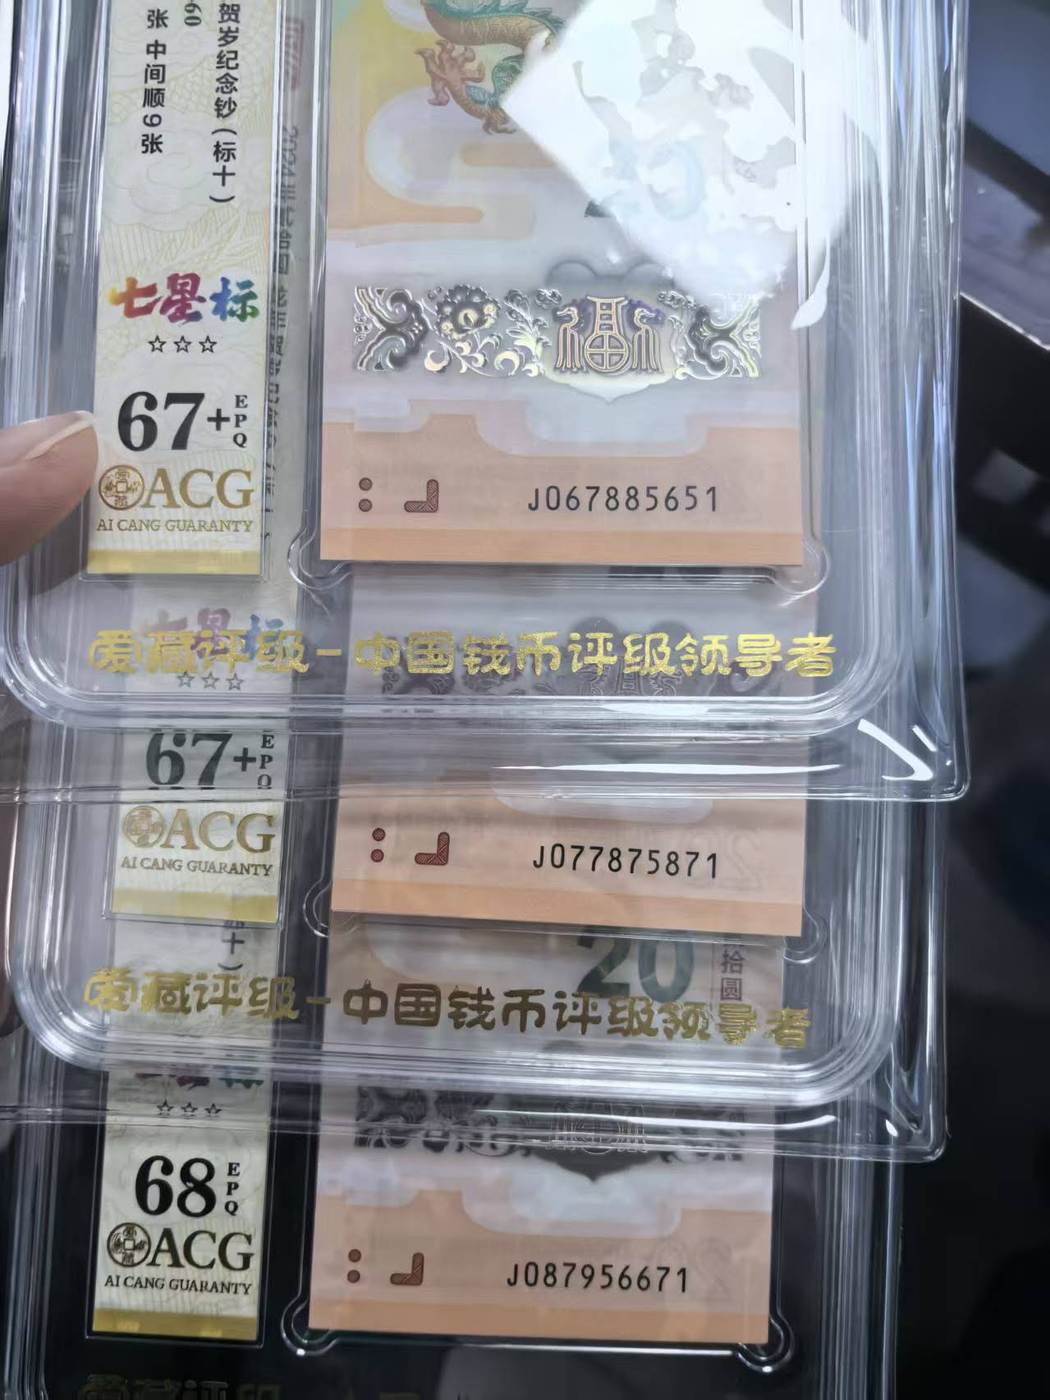 贺岁纪念钞(标十)
张 中间顺9张
七星标
☆☆☆
67+
EPQ
ACG
AI CANG GUARANTY
J067885651
爱藏评级-中国钱币评级领导者
67+
EPQ
ACG
AI CANG GUARANTY
J077875871
20
拾圆
爱藏评级-中国钱币评级领导者
☆☆☆
68
EPQ
ACG
AI CANG GUARANTY
J087956671